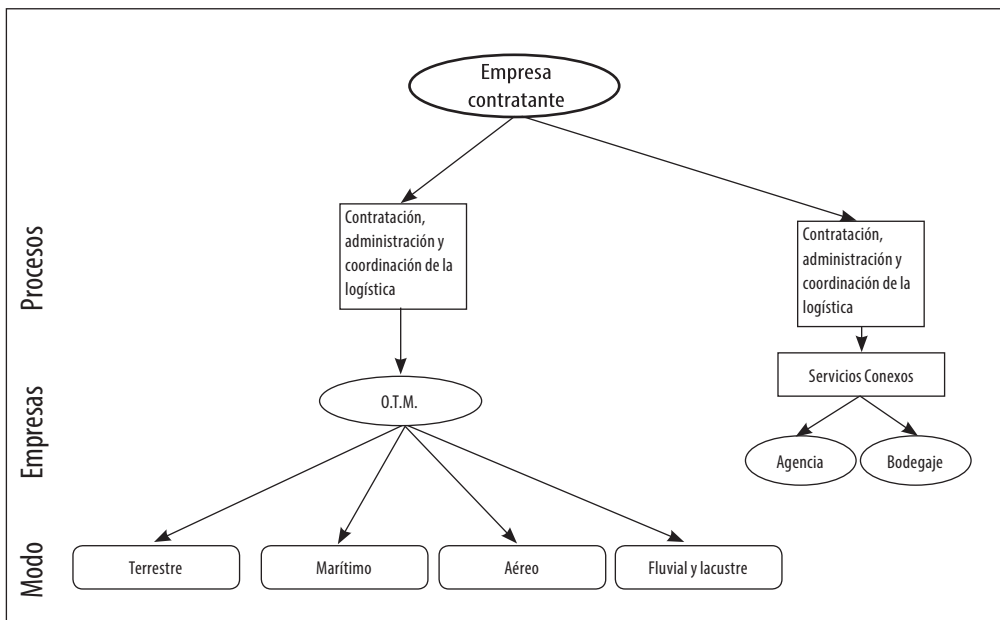 Empresa
contratante
Procesos
Contratación,
administración y
coordinación de la
logística
Contratación,
administración y
coordinación de la
logística
Empresas
O.T.M.
Servicios Conexos
Agencia
Bodegaje
Modo
Terrestre
Marítimo
Aéreo
Fluvial y lacustre